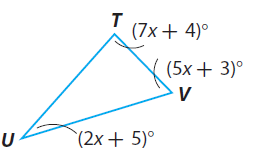 T (7x + 4)°
(5x + 3)°
V
U (2x + 5)°